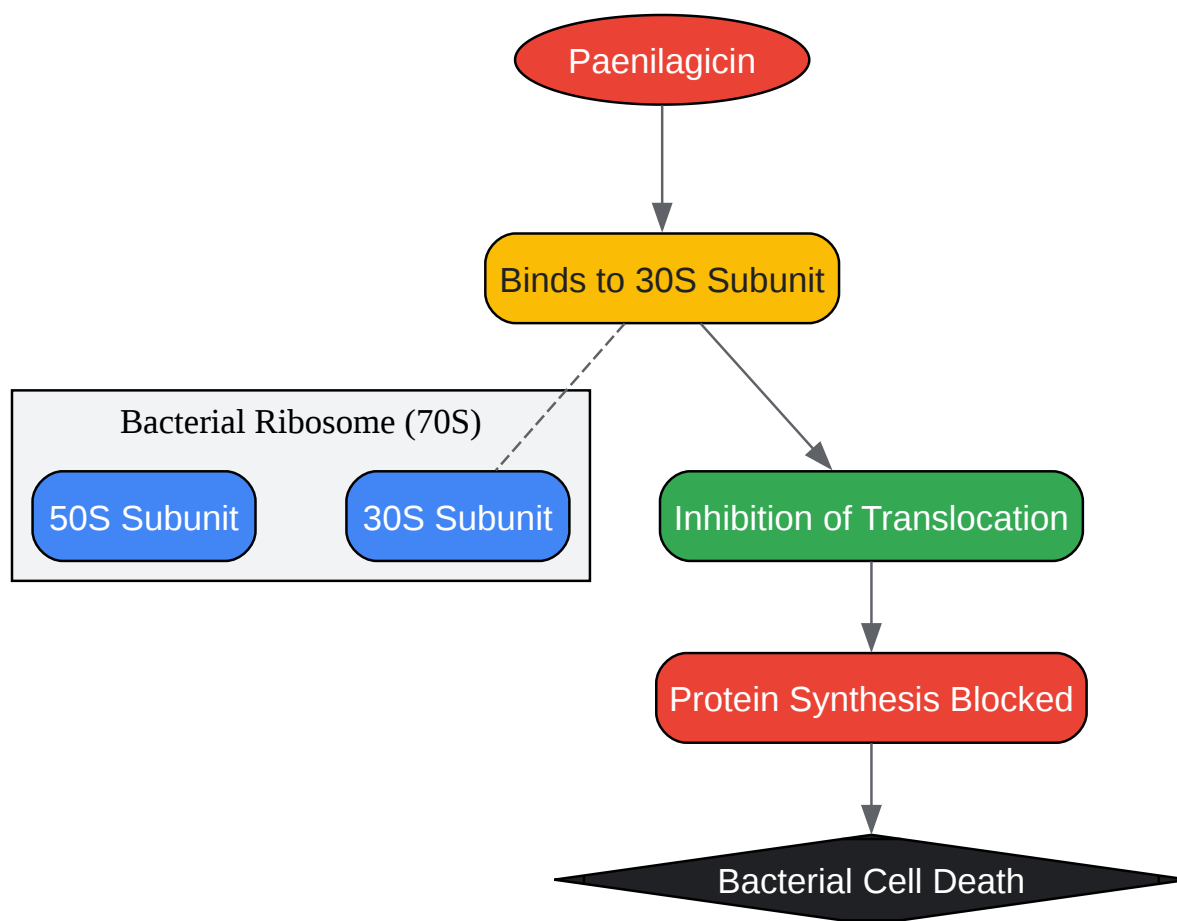 Paenilagicin
Binds to 30S Subunit
Bacterial Ribosome (70S)
50S Subunit
30S Subunit
Inhibition of Translocation
Protein Synthesis Blocked
Bacterial Cell Death